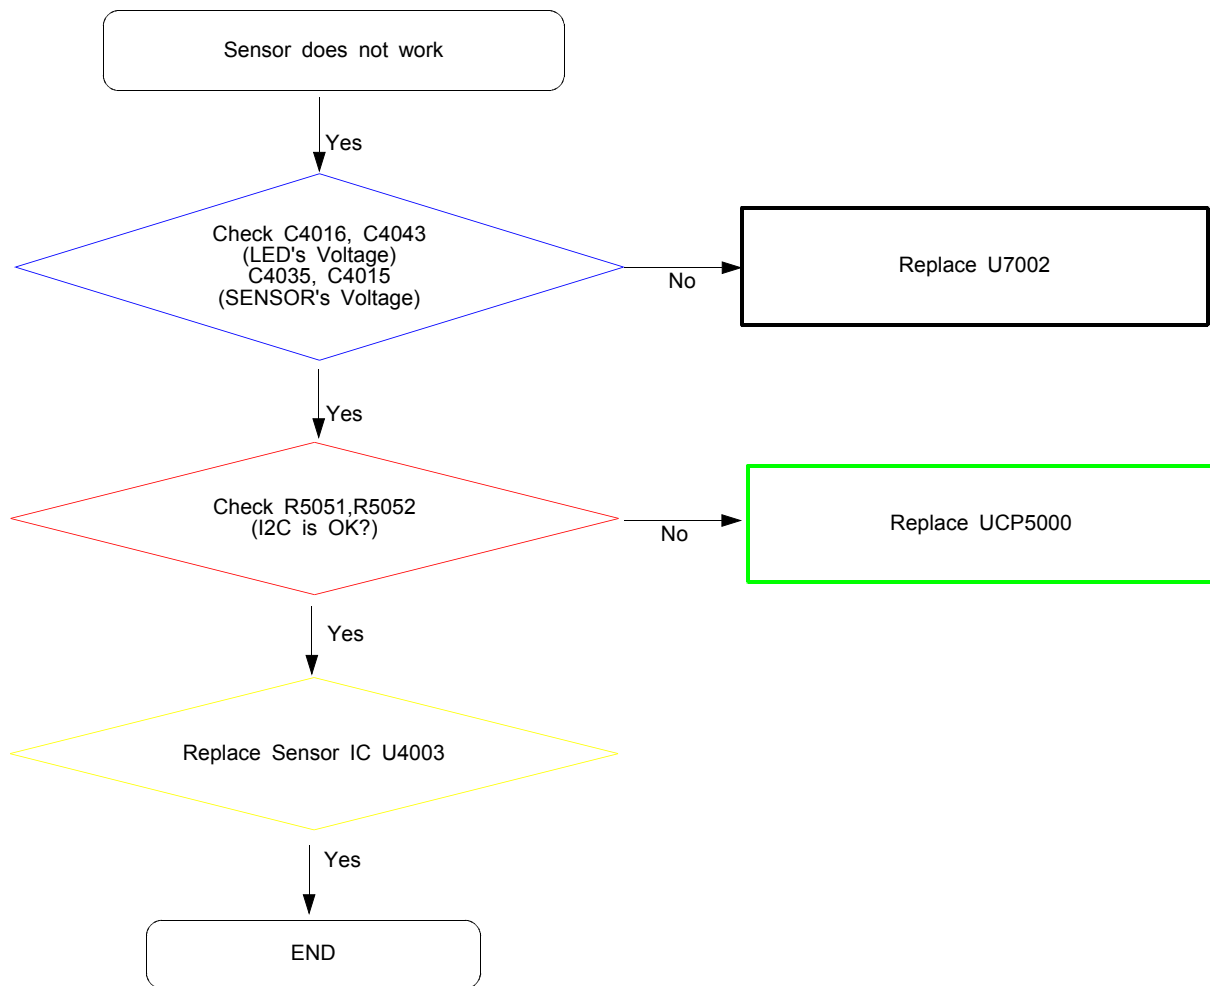 Sensor does not work
Yes
Check C4016, C4043
(LED's Voltage)
C4035, C4015
(SENSOR's Voltage)
No
Replace U7002
Yes
Check R5051,R5052
(I2C is OK?)
No
Replace UCP5000
Yes
Replace Sensor IC U4003
Yes
END